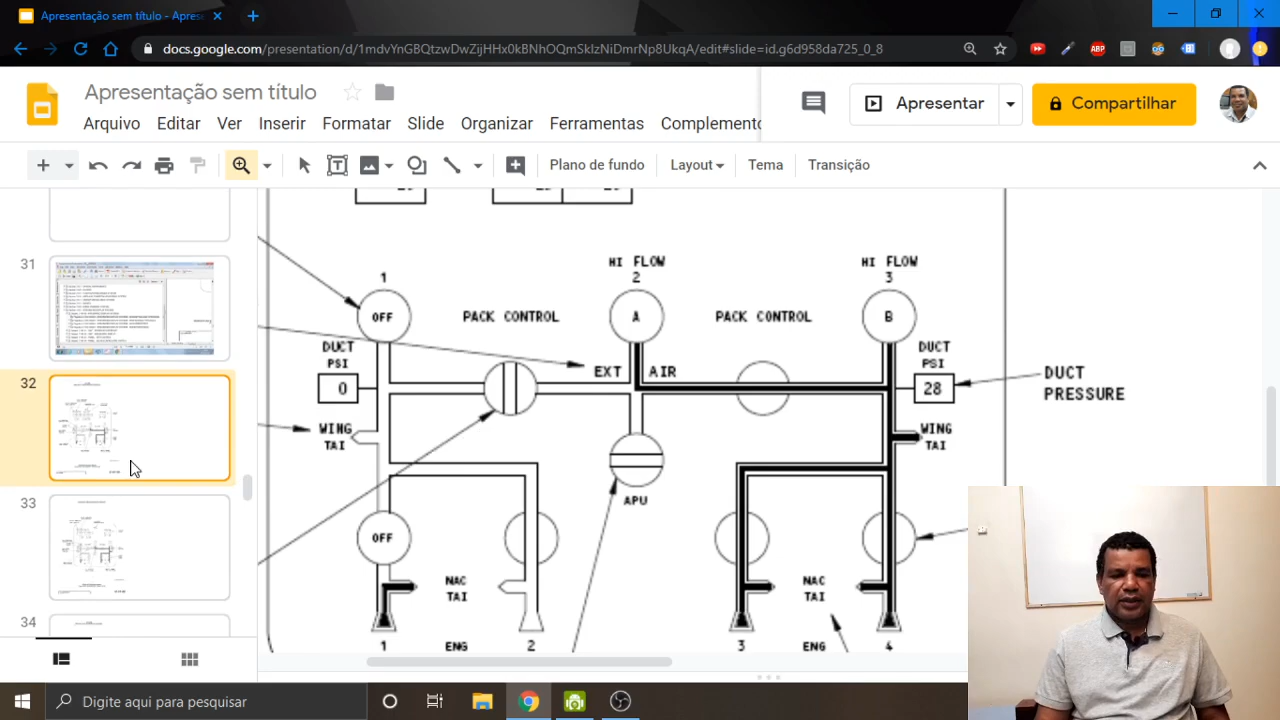 Apresentação sem título - Apres
docs.google.com/presentation/d/1mdvYnGBQtzwDwZijHHx0kBNhOQmSkIzNiDmrNp8UkqA/edit#slide=id.g6d958da725_0_8
ABP
Apresentação sem título
Apresentar
Compartilhar
Arquivo Editar Ver Inserir Formatar Slide Organizar Ferramentas Complemento
Plano de fundo Layout Tema Transição
31
32
33
34
HI FLOW
HI FLOW
1
2
3
OFF
PACK CONTROL
A
PACK CONTROL
B
DUCT
PSI
EXT AIR
DUCT
PSI
0
28
DUCT
PRESSURE
WING
TAI
WING
TAI
APU
OFF
NAC
TAI
NAC
TAI
1 ENG 2 3 ENG 4
Digite aqui para pesquisar